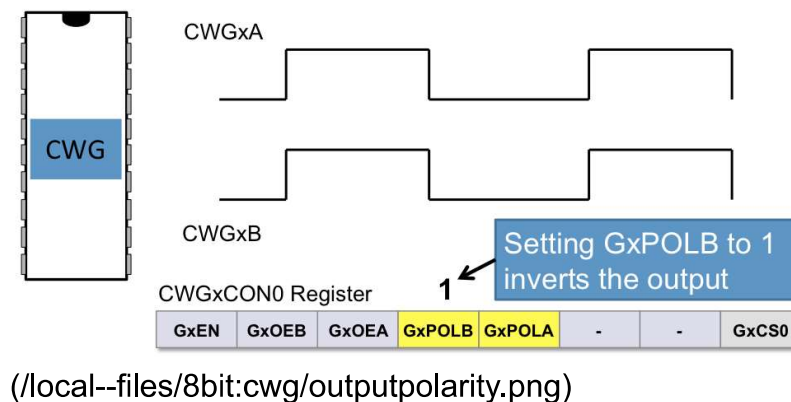 CWGxA
CWG
CWGxB
Setting GxPOLB to 1
inverts the output
1
CWGxCON0 Register
GxEN GxOEB GxOEA GxPOLB GxPOLA - - GxCS0
(/local--files/8bit:cwg/outputpolarity.png)